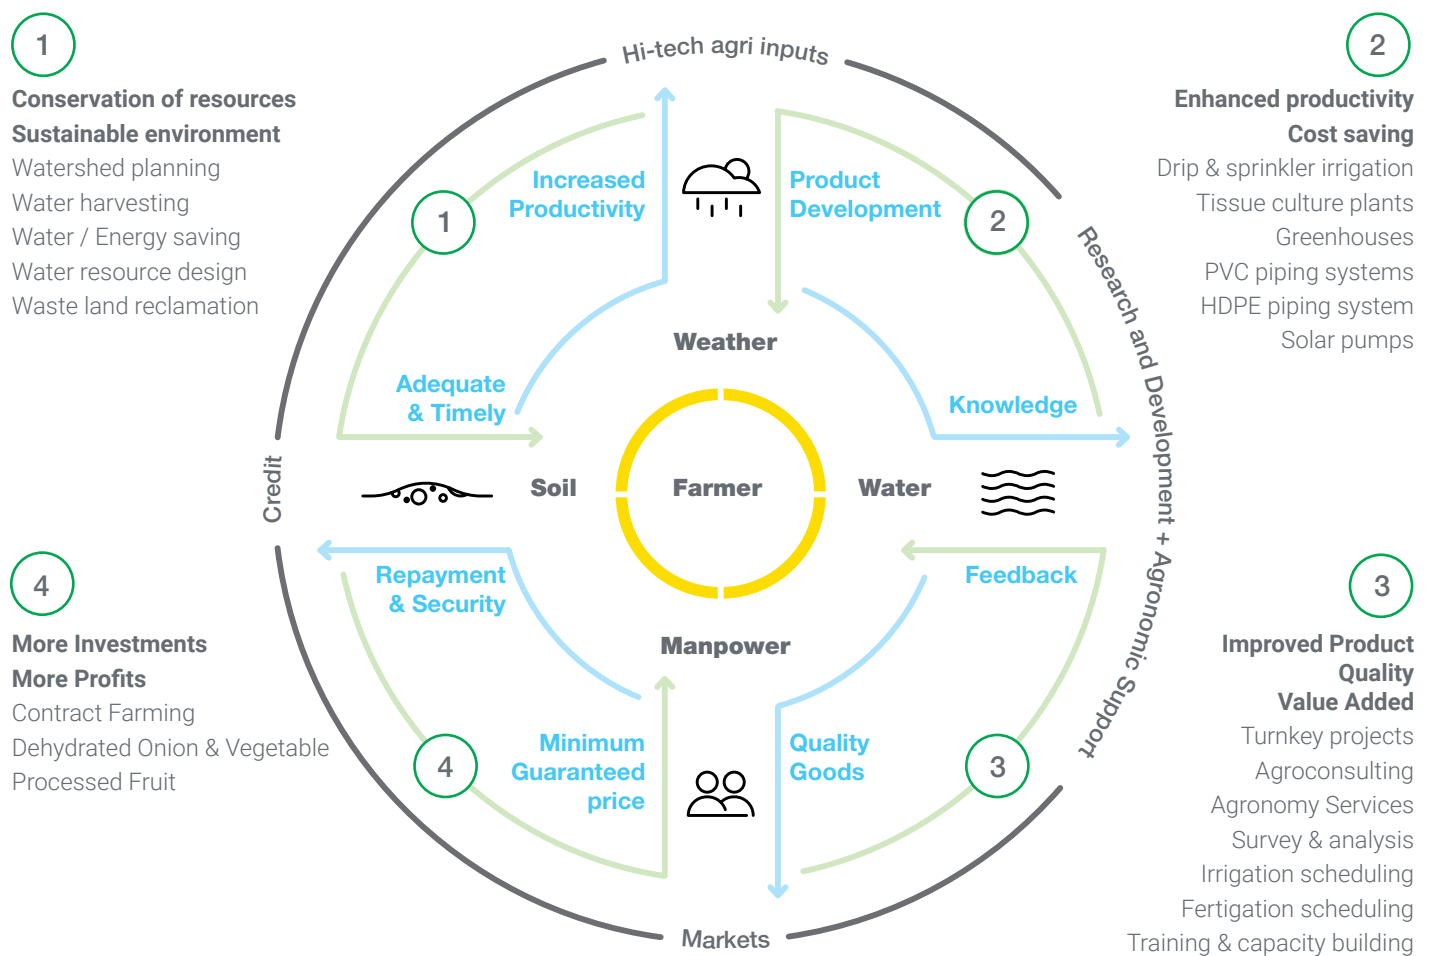 1
Conservation of resources
Sustainable environment
Watershed planning
Water harvesting
Water / Energy saving
Water resource design
Waste land reclamation
2
Enhanced productivity
Cost saving
Drip & sprinkler irrigation
Tissue culture plants
Greenhouses
PVC piping systems
HDPE piping system
Solar pumps
Hi-tech agri inputs
Research and Development + Agronomic Support
Markets
Credit
1
Increased
Productivity
Product
Development
2
Weather
Adequate
& Timely
Knowledge
Soil
Farmer
Water
Repayment
& Security
Feedback
Manpower
4
Minimum
Guaranteed
price
Quality
Goods
3
4
More Investments
More Profits
Contract Farming
Dehydrated Onion & Vegetable
Processed Fruit
3
Improved Product
Quality
Value Added
Turnkey projects
Agroconsulting
Agronomy Services
Survey & analysis
Irrigation scheduling
Fertigation scheduling
Training & capacity building